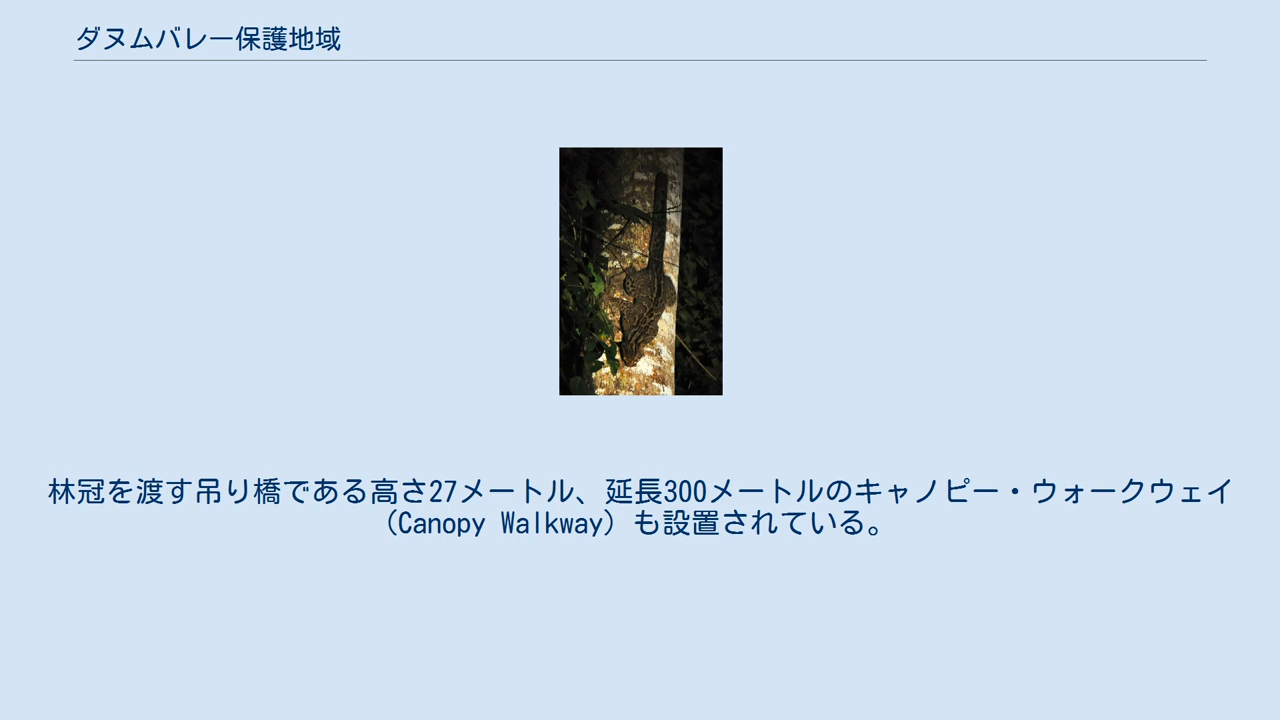 ダヌムバレー保護地域
林冠を渡す吊り橋である高さ27メートル、延長300メートルのキャノピー・ウォークウェイ
（Canopy Walkway）も設置されている。